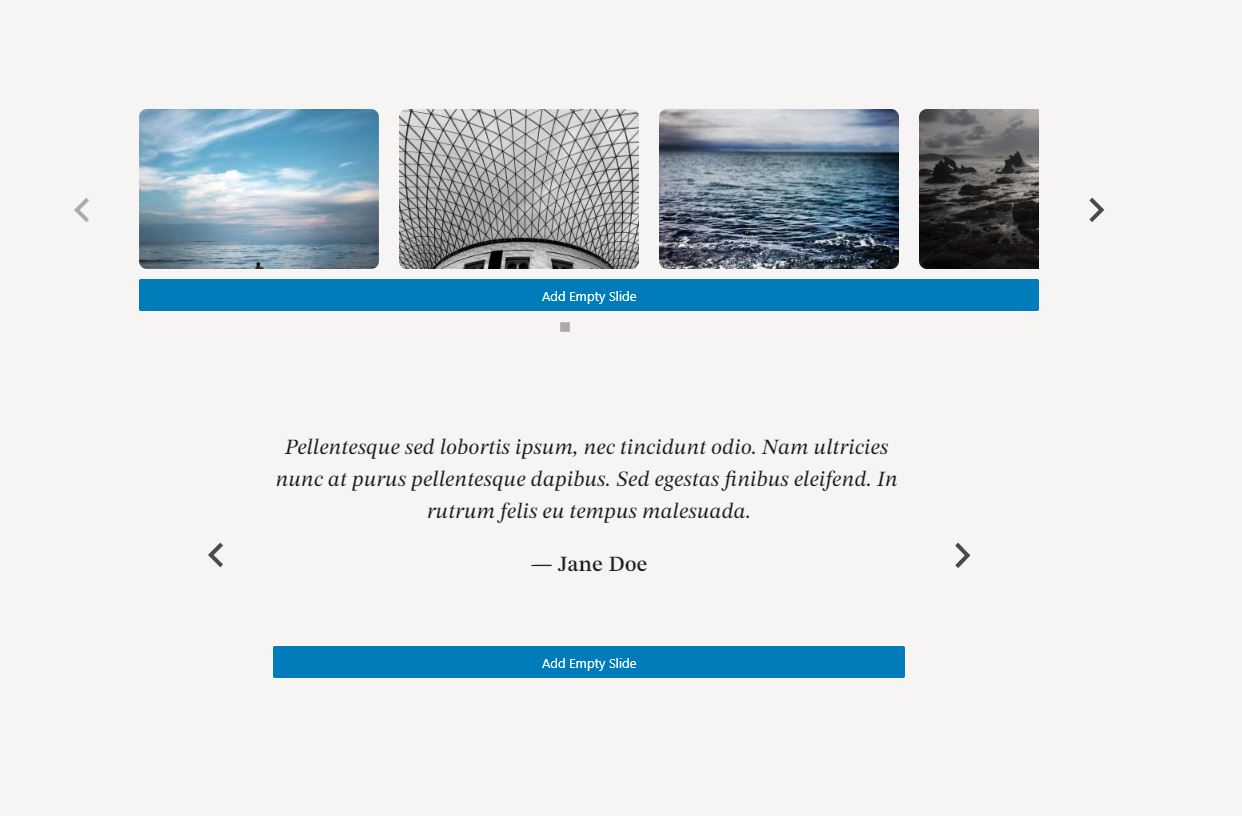 Add Empty Slide
Pellentesque sed lobortis ipsum, nec tincidunt odio. Nam ultricies
nunc at purus pellentesque dapibus. Sed egestas finibus eleifend. In
rutrum felis eu tempus malesuada.
— Jane Doe
Add Empty Slide